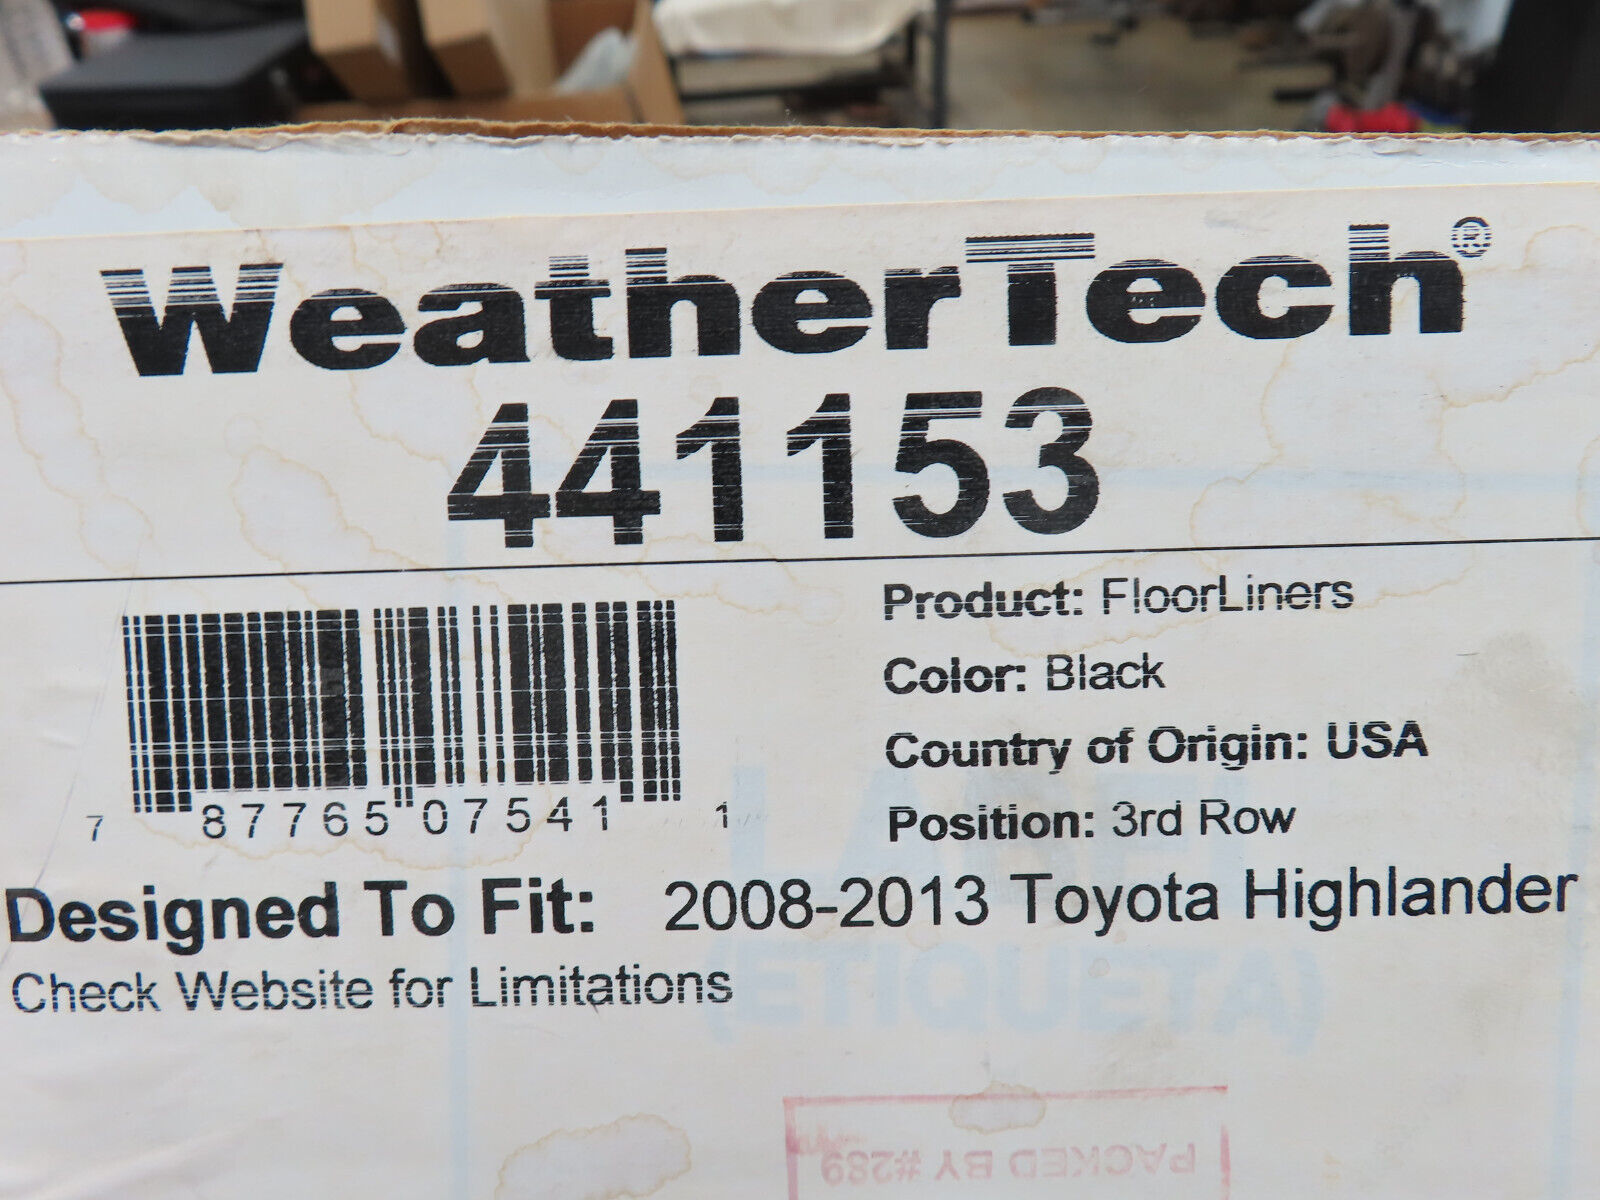 WeatherTech®
441153
Product: FloorLiners
Color: Black
Country of Origin: USA
Position: 3rd Row
7 87765 07541 1
Designed To Fit: 2008-2013 Toyota Highlander
Check Website for Limitations
LABEL
(ETIQUETA)
PACKED BY #289